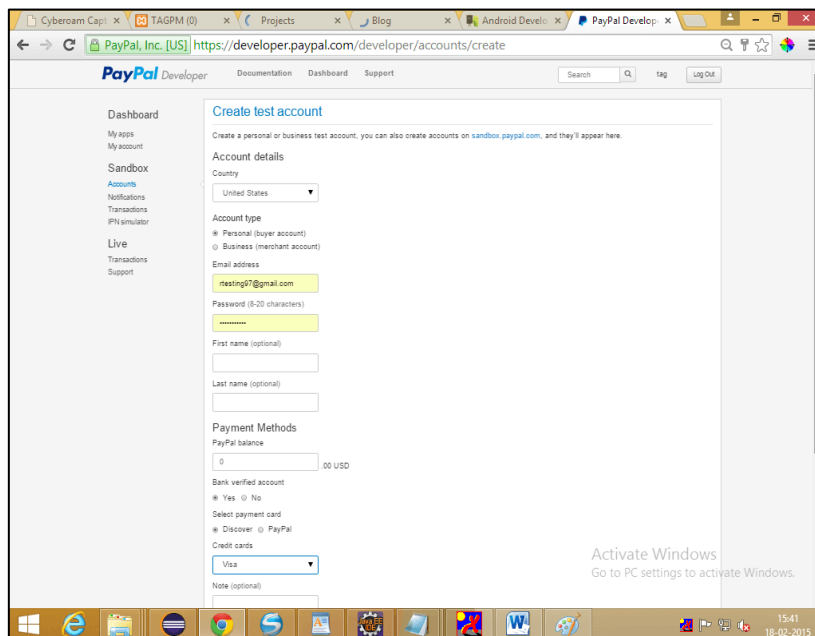 Cyberoam Capt
TAGPM (0)
Projects
Blog
Android Develo
PayPal Develop
PayPal, Inc. [US] https://developer.paypal.com/developer/accounts/create
PayPal Developer
Documentation
Dashboard
Support
Search
tag
Log Out
Dashboard
My apps
My account
Sandbox
Accounts
Notifications
Transactions
IPN simulator
Live
Transactions
Support
Create test account
Create a personal or business test account, you can also create accounts on sandbox.paypal.com, and they'll appear here.
Account details
Country
United States
Account type
Personal (buyer account)
Business (merchant account)
Email address
rtesting97@gmail.com
Password (8-20 characters)
First name (optional)
Last name (optional)
Payment Methods
PayPal balance
0
.00 USD
Bank verified account
Yes No
Select payment card
Discover PayPal
Credit cards
Visa
Note (optional)
Activate Windows
Go to PC settings to activate Windows.
15:41
18-02-2015